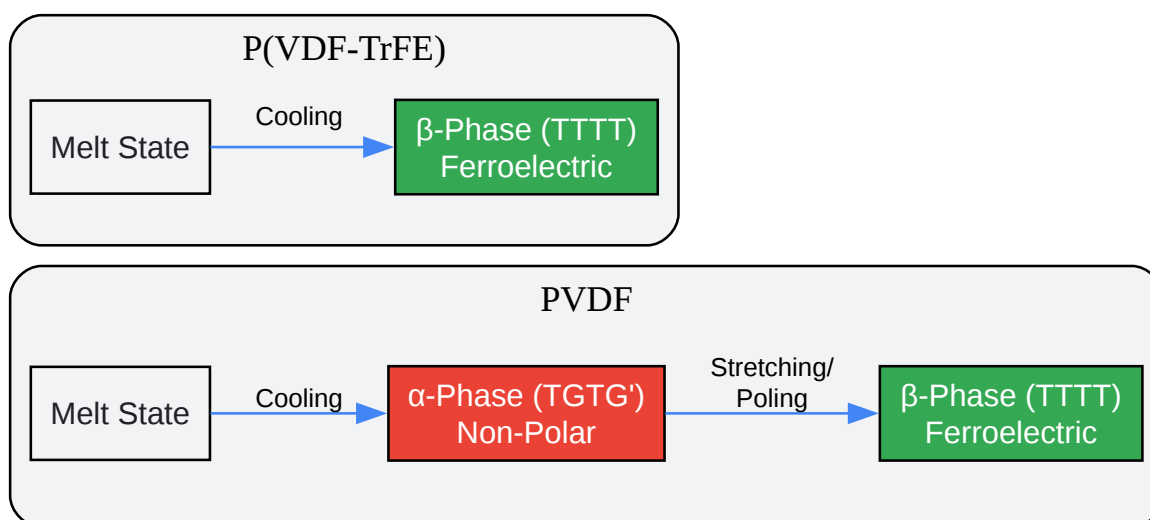 P(VDF-TrFE)
Melt State
Cooling
β-Phase (TTTT)
Ferroelectric
PVDF
Melt State
Cooling
α-Phase (TGTG')
Non-Polar
Stretching/
Poling
β-Phase (TTTT)
Ferroelectric